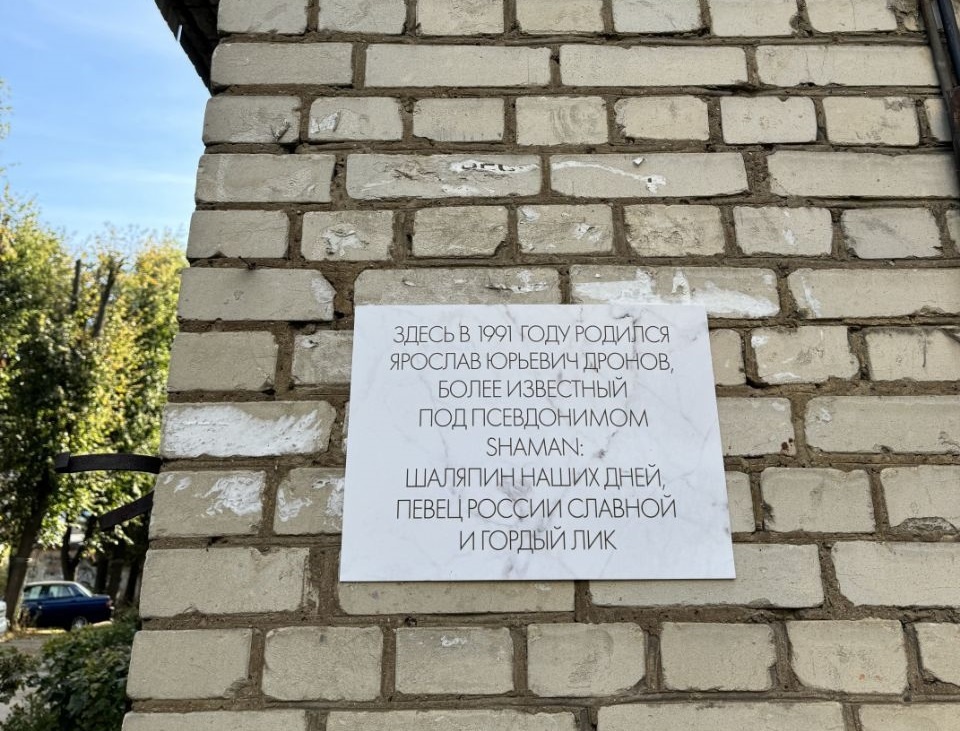 ЗДЕСЬ В 1991 ГОДУ РОДИЛСЯ
ЯРОСЛАВ ЮРЬЕВИЧ ДРОНОВ,
БОЛЕЕ ИЗВЕСТНЫЙ
ПОД ПСЕВДОНИМОМ
SHAMAN:
ШАЛЯПИН НАШИХ ДНЕЙ,
ПЕВЕЦ РОССИИ СЛАВНОЙ
И ГОРДЫЙ ЛИК